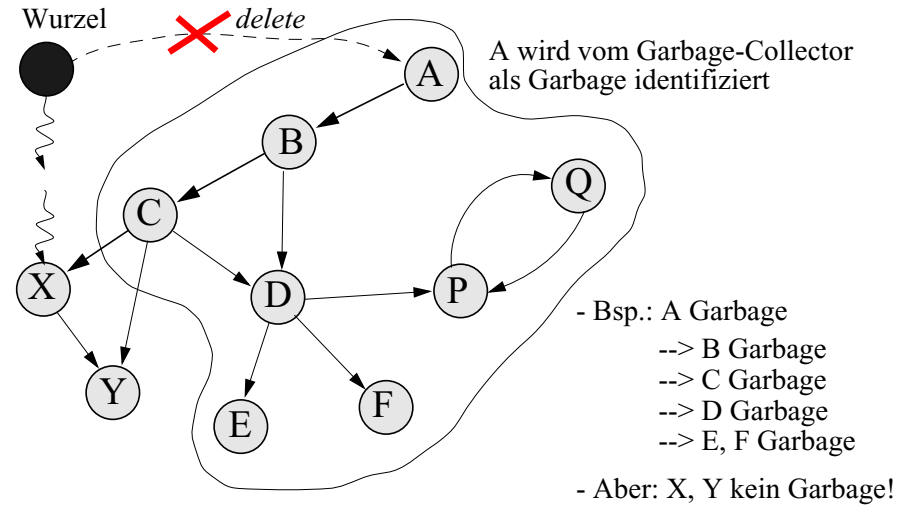 Wurzel
delete
A wird vom Garbage-Collector
als Garbage identifiziert
A
B
Q
C
X
D
P
Y
E
F
- Bsp.: A Garbage
--> B Garbage
--> C Garbage
--> D Garbage
--> E, F Garbage
- Aber: X, Y kein Garbage!